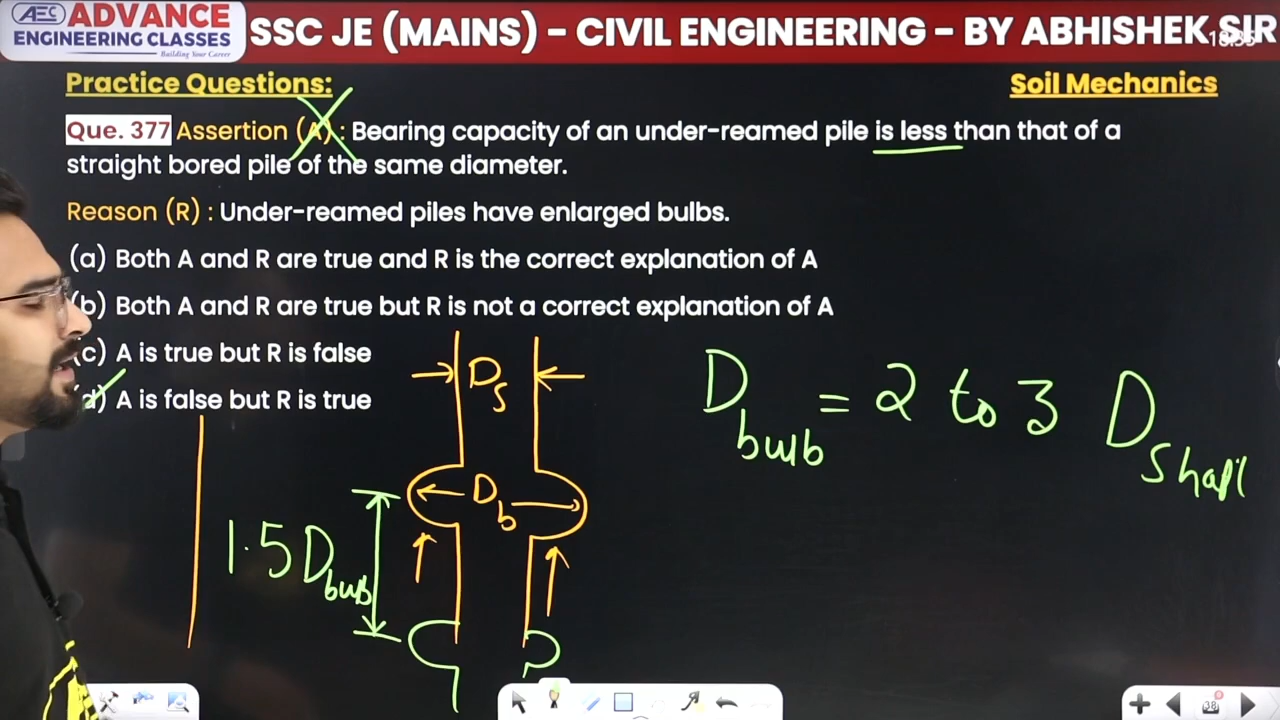 AEC ADVANCE
ENGINEERING CLASSES
Building Your Career
SSC JE (MAINS) - CIVIL ENGINEERING - BY ABHISHEK SIR
Practice Questions:
Soil Mechanics
Que. 377 Assertion (A) : Bearing capacity of an under-reamed pile is less than that of a
straight bored pile of the same diameter.
Reason (R) : Under-reamed piles have enlarged bulbs.
(a) Both A and R are true and R is the correct explanation of A
(b) Both A and R are true but R is not a correct explanation of A
(c) A is true but R is false
(d) A is false but R is true
Ds
Dbulb = 2 to 3 Dshaft
Db
1.5Dbulb
38